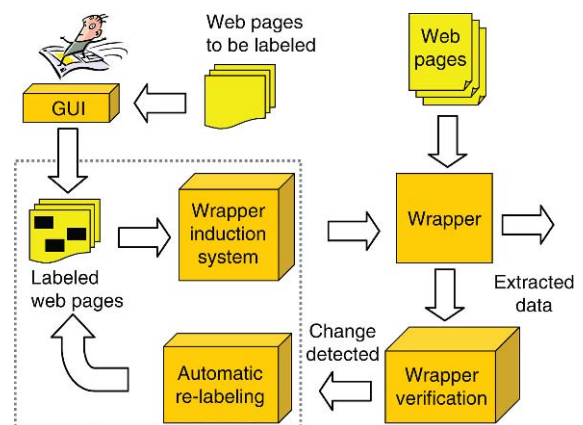 Web pages
to be labeled
Web
pages
GUI
Wrapper
induction
system
Wrapper
Labeled
web pages
Extracted
data
Change
detected
Automatic
re-labeling
Wrapper
verification